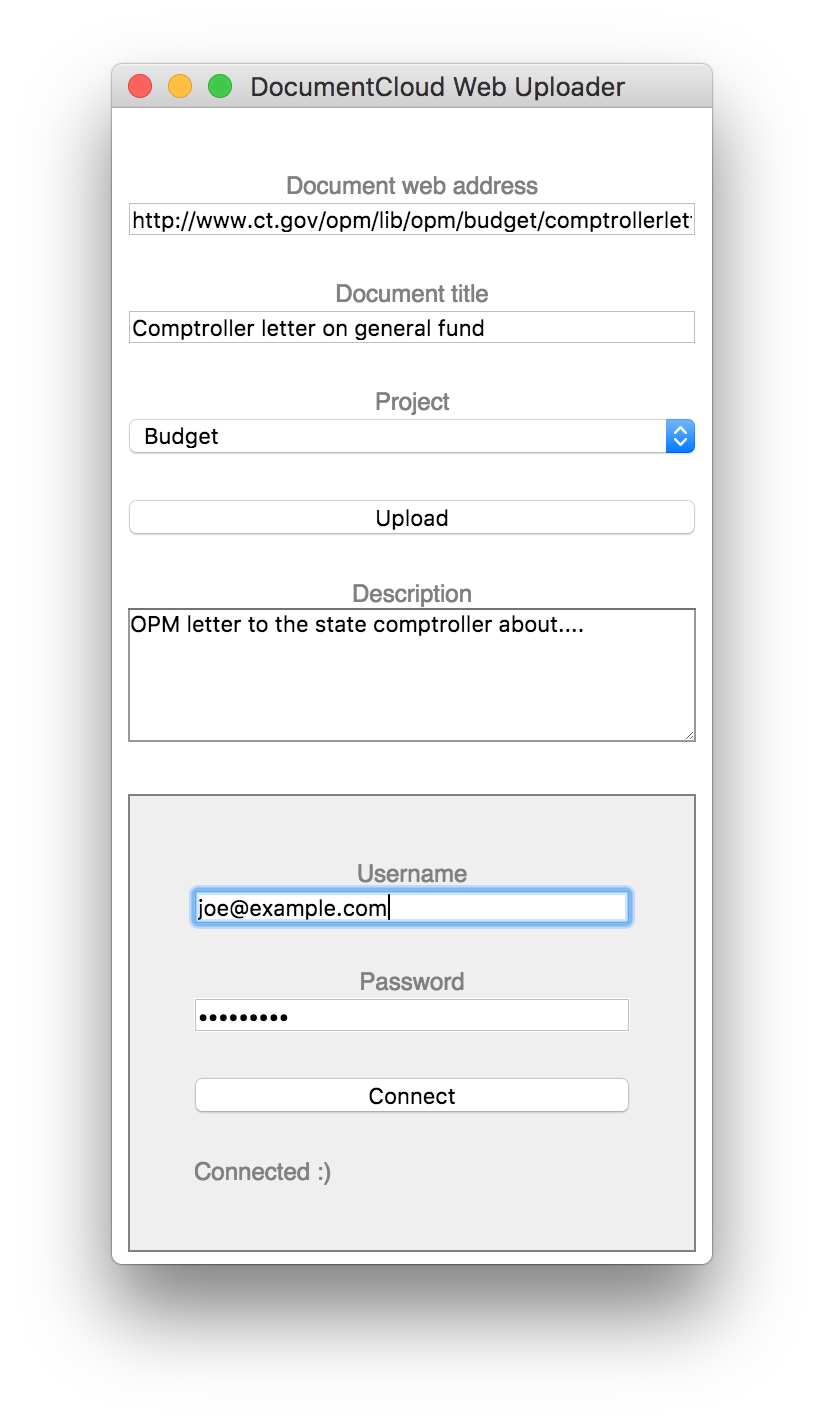 DocumentCloud Web Uploader
Document web address
http://www.ct.gov/opm/lib/opm/budget/comptrollerlet
Document title
Comptroller letter on general fund
Project
Budget
Upload
Description
OPM letter to the state comptroller about....
Username
joe@example.com
Password
•••••••••
Connect
Connected :)